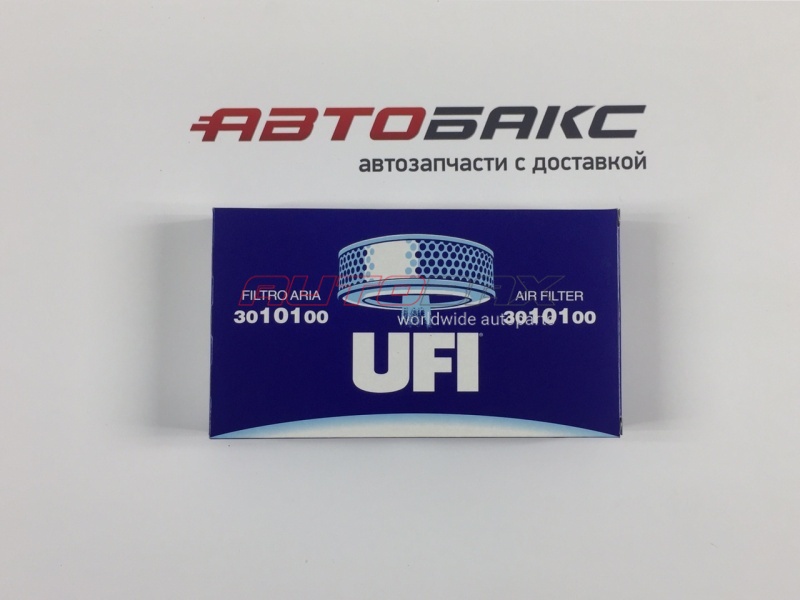 АВТОБАКС
автозапчасти с доставкой
FILTRO ARIA
3010100
AIR FILTER
3010100
worldwide autoparts
UFI